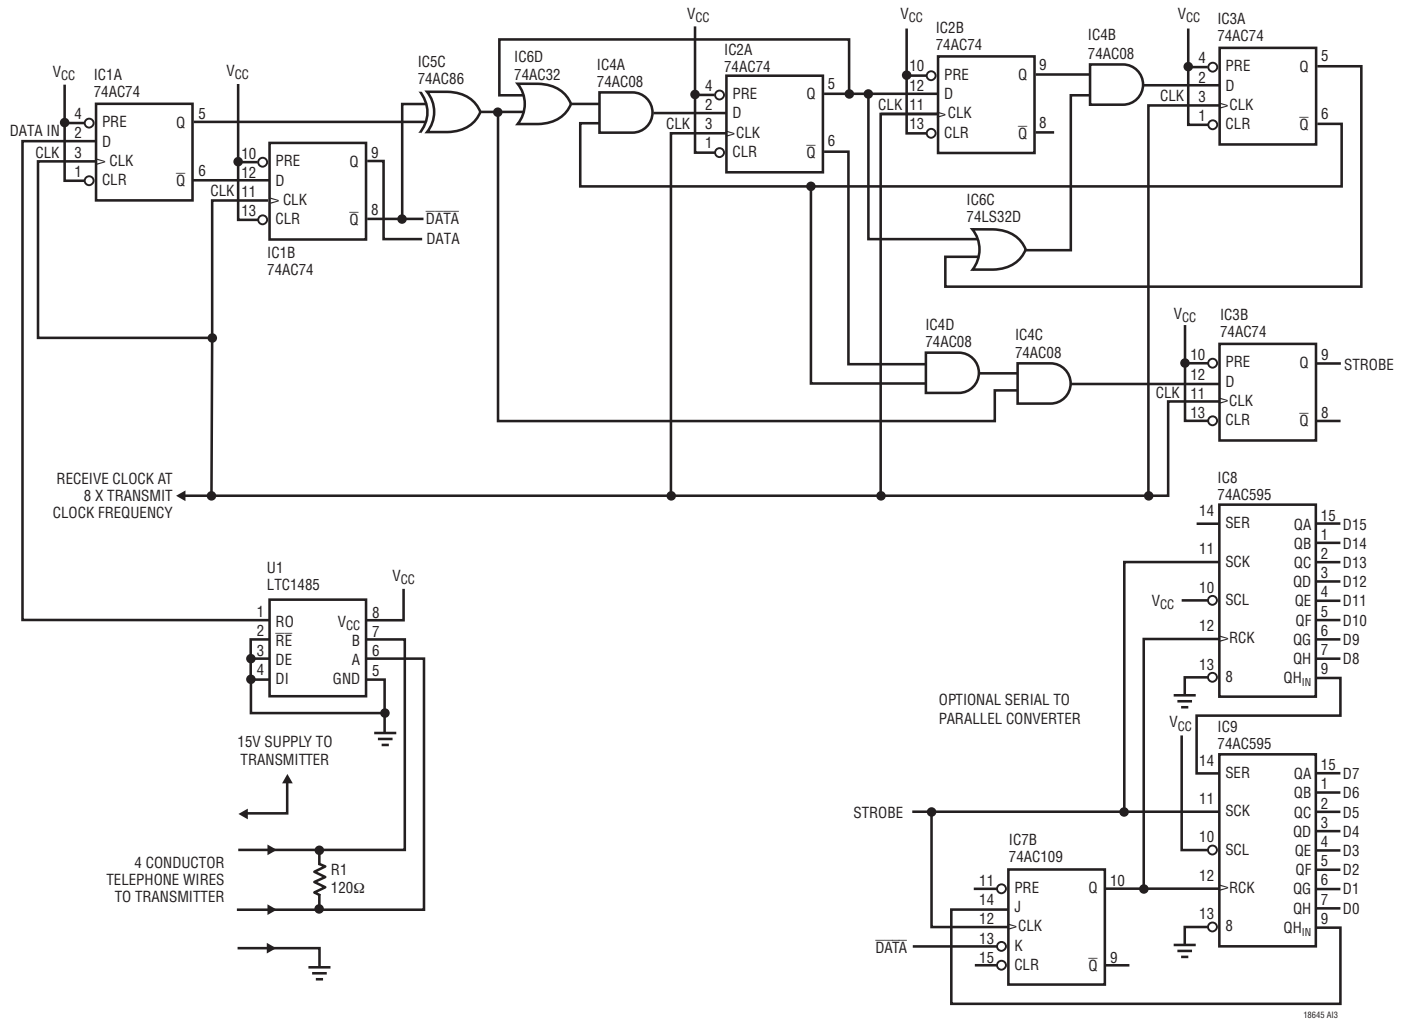 VCC
IC1A
74AC74
4
PRE
DATA IN
2
D
CLK
3
CLK
1
CLR
Q
5
Q̅
6
VCC
10
PRE
12
D
CLK
11
CLK
13
CLR
Q
9
Q̅
8
IC1B
74AC74
D̅A̅T̅A̅
DATA
IC5C
74AC86
IC6D
74AC32
IC4A
74AC08
VCC
IC2A
74AC74
4
PRE
2
D
CLK
3
CLK
1
CLR
Q
5
Q̅
6
VCC
IC2B
74AC74
10
PRE
12
D
CLK
11
CLK
13
CLR
Q
9
Q̅
8
IC4B
74AC08
VCC
IC3A
74AC74
4
PRE
2
D
CLK
3
CLK
1
CLR
Q
5
Q̅
6
IC6C
74LS32D
IC4D
74AC08
IC4C
74AC08
VCC
IC3B
74AC74
10
PRE
12
D
CLK
11
CLK
13
CLR
Q
9
STROBE
Q̅
8
RECEIVE CLOCK AT
8 X TRANSMIT
CLOCK FREQUENCY
U1
LTC1485
VCC
1
RO
2
R̅E̅
3
DE
4
DI
VCC
8
B
7
A
6
GND
5
15V SUPPLY TO
TRANSMITTER
4 CONDUCTOR
TELEPHONE WIRES
TO TRANSMITTER
R1
120Ω
OPTIONAL SERIAL TO
PARALLEL CONVERTER
IC8
74AC595
14
SER
11
SCK
VCC
10
SCL
12
RCK
13
8
QA
15
D15
QB
1
D14
QC
2
D13
QD
3
D12
QE
4
D11
QF
5
D10
QG
6
D9
QH
7
D8
QHIN
9
VCC
IC9
74AC595
14
SER
11
SCK
10
SCL
12
RCK
13
8
QA
15
D7
QB
1
D6
QC
2
D5
QD
3
D4
QE
4
D3
QF
5
D2
QG
6
D1
QH
7
D0
QHIN
9
STROBE
IC7B
74AC109
11
PRE
14
J
12
CLK
D̅A̅T̅A̅
13
K
15
CLR
Q
10
Q̅
9
18645 AI3